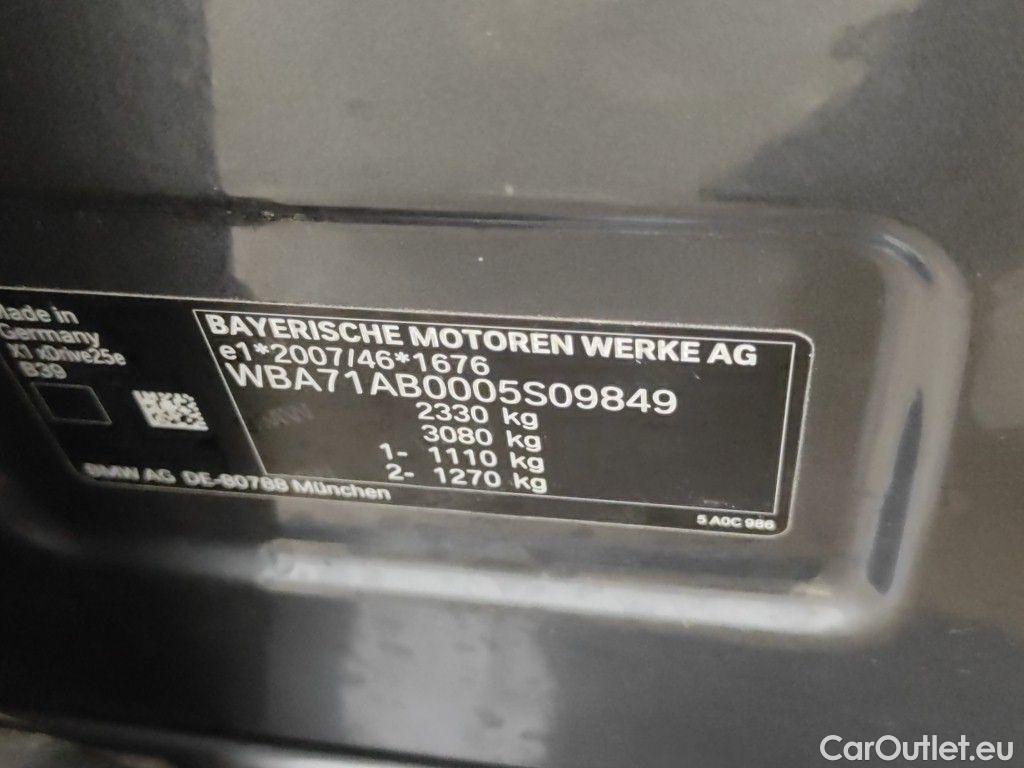 Made in
Germany
X1 xDrive25e
B39
BAYERISCHE MOTOREN WERKE AG
e1*2007/46*1676
WBA71AB0005S09849
2330 kg
3080 kg
1- 1110 kg
2- 1270 kg
BMW AG DE-80788 München
5 A0C 986
CarOutlet.eu